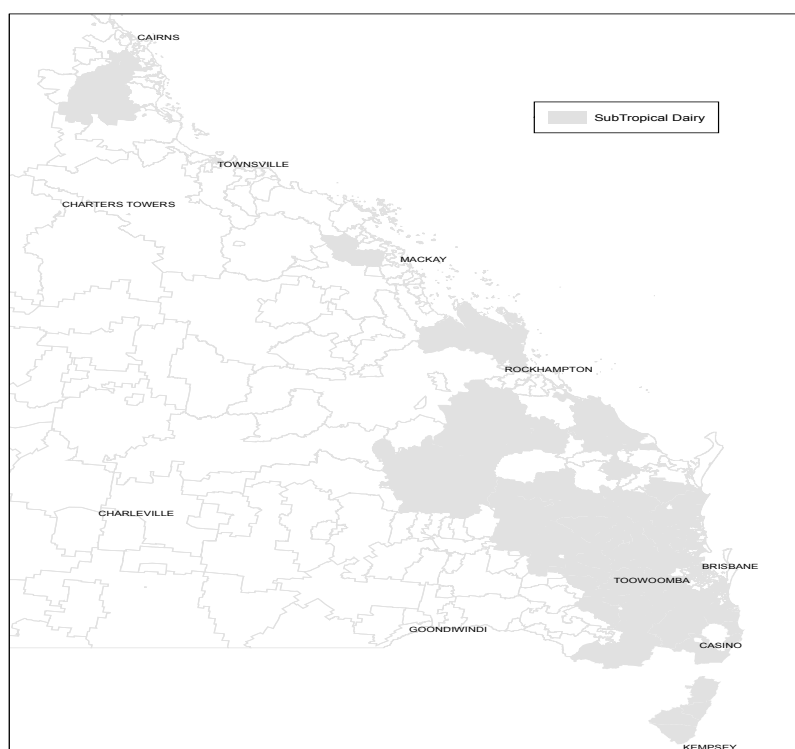 CAIRNS
SubTropical Dairy
TOWNSVILLE
CHARTERS TOWERS
MACKAY
ROCKHAMPTON
CHARLEVILLE
BRISBANE
TOOWOOMBA
GOONDIWINDI
CASINO
KEMPSEY